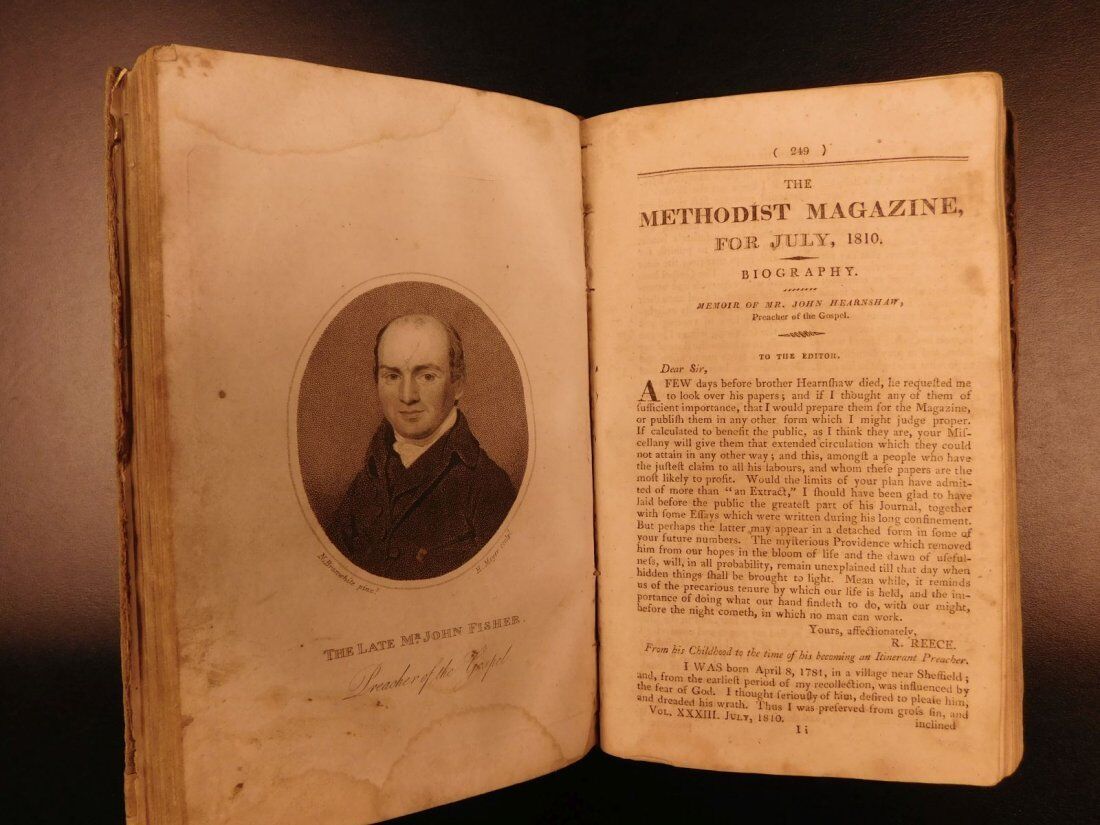 M. Branwhite pinx.t
H. Meyer sculp.
THE LATE Mr. JOHN FISHER.
Preacher of the Gospel
( 249 )
THE
METHODIST MAGAZINE,
FOR JULY, 1810.
BIOGRAPHY.
MEMOIR OF MR. JOHN HEARNSHAW,
Preacher of the Gospel.
TO THE EDITOR.
Dear Sir,
A FEW days before brother Hearnſhaw died, he requeſted me
to look over his papers; and if I thought any of them of
ſufficient importance, that I would prepare them for the Magazine,
or publiſh them in any other form which I might judge proper.
If calculated to benefit the public, as I think they are, your Miſ-
cellany will give them that extended circulation which they could
not attain in any other way; and this, amongſt a people who have
the juſteſt claim to all his labours, and whom theſe papers are the
moſt likely to profit. Would the limits of your plan have admit-
ted of more than "an Extract," I ſhould have been glad to have
laid before the public the greateſt part of his Journal, together
with ſome Eſſays which were written during his long confinement.
But perhaps the latter may appear in a detached form in ſome of
your future numbers. The myſterious Providence which removed
him from our hopes in the bloom of life and the dawn of uſeful-
neſs, will, in all probability, remain unexplained till that day when
hidden things ſhall be brought to light. Mean while, it reminds
us of the precarious tenure by which our life is held, and the im-
portance of doing what our hand findeth to do, with our might,
before the night cometh, in which no man can work.
Yours, affectionately,
R. REECE.
From his Childhood to the time of his becoming an Itinerant Preacher.
I WAS born April 8, 1781, in a village near Sheffield;
and, from the earlieſt period of my recollection, was influenced by
the fear of God. I thought ſeriouſly of him, deſired to pleaſe him,
and dreaded his wrath. Thus I was preſerved from groſs ſin, and
VOL. XXXIII. JULY, 1810.
inclined
I i